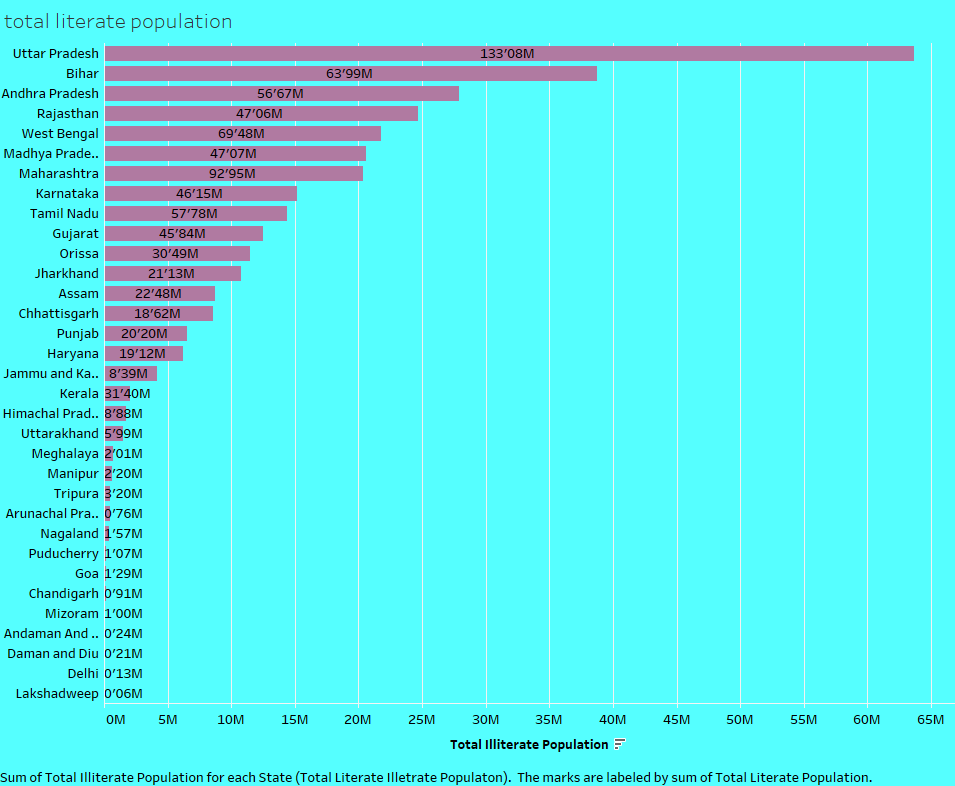 total literate population
Uttar Pradesh 133’08M
Bihar 63’99M
Andhra Pradesh 56’67M
Rajasthan 47’06M
West Bengal 69’48M
Madhya Prade.. 47’07M
Maharashtra 92’95M
Karnataka 46’15M
Tamil Nadu 57’78M
Gujarat 45’84M
Orissa 30’49M
Jharkhand 21’13M
Assam 22’48M
Chhattisgarh 18’62M
Punjab 20’20M
Haryana 19’12M
Jammu and Ka.. 8’39M
Kerala 31’40M
Himachal Prad.. 8’88M
Uttarakhand 5’99M
Meghalaya 2’01M
Manipur 2’20M
Tripura 3’20M
Arunachal Pra.. 0’76M
Nagaland 1’57M
Puducherry 1’07M
Goa 1’29M
Chandigarh 0’91M
Mizoram 1’00M
Andaman And .. 0’24M
Daman and Diu 0’21M
Delhi 0’13M
Lakshadweep 0’06M
0M 5M 10M 15M 20M 25M 30M 35M 40M 45M 50M 55M 60M 65M
Total Illiterate Population
Sum of Total Illiterate Population for each State (Total Literate Illetrate Populaton). The marks are labeled by sum of Total Literate Population.